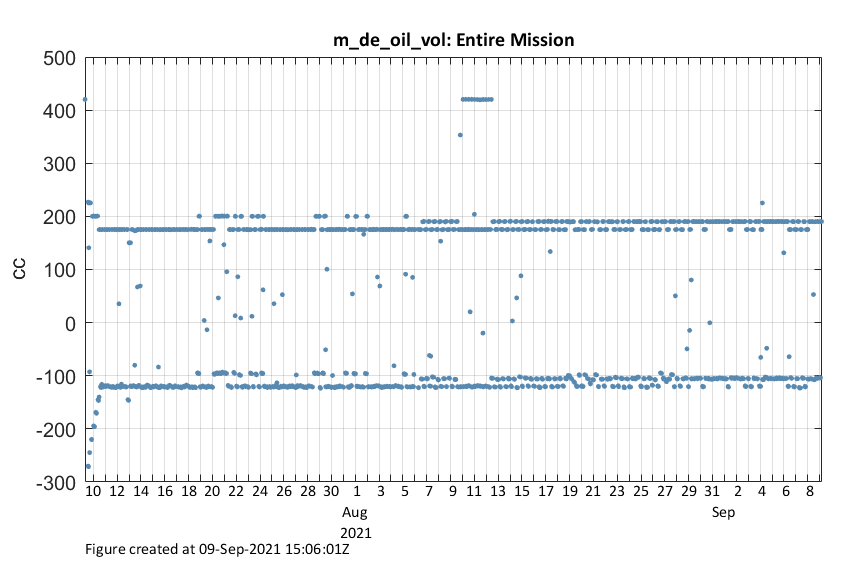 m_de_oil_vol: Entire Mission
500
400
300
200
100
0
-100
-200
-300
CC
10 12 14 16 18 20 22 24 26 28 30 1 3 5 7 9 11 13 15 17 19 21 23 25 27 29 31 2 4 6 8
Aug Sep
2021
Figure created at 09-Sep-2021 15:06:01Z